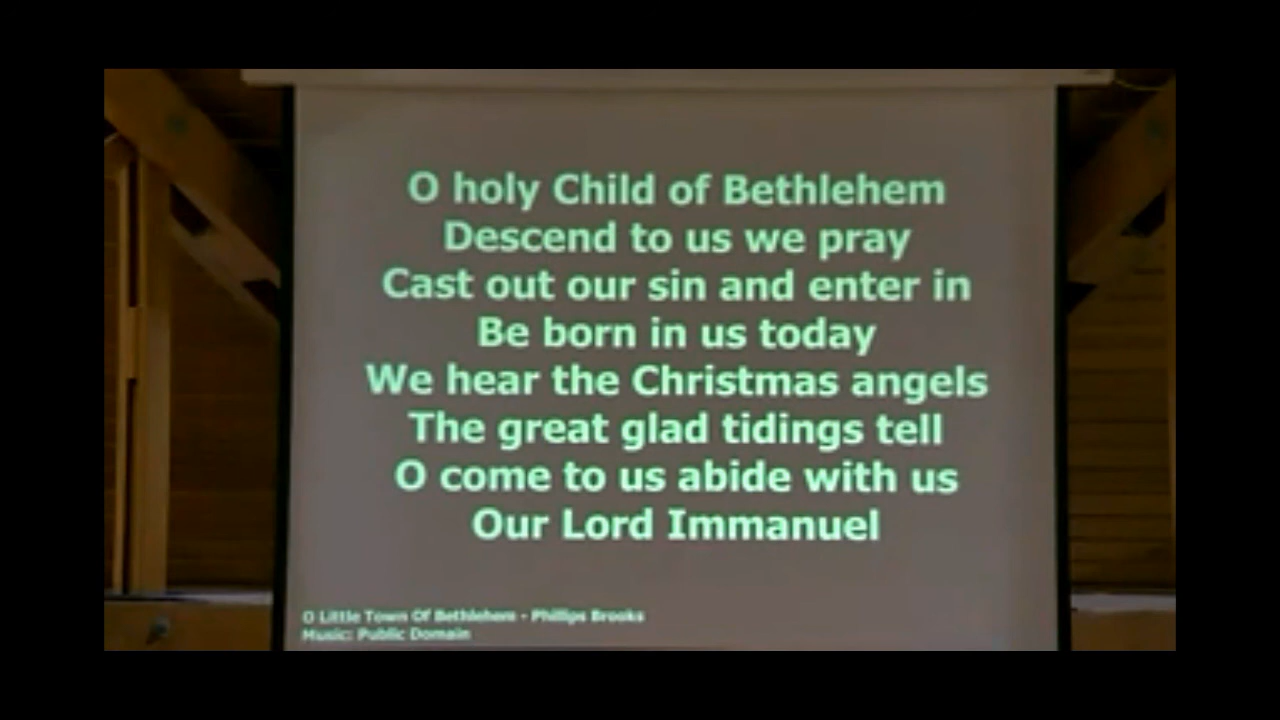 O holy Child of Bethlehem
Descend to us we pray
Cast out our sin and enter in
Be born in us today
We hear the Christmas angels
The great glad tidings tell
O come to us abide with us
Our Lord Immanuel
O Little Town Of Bethlehem - Phillips Brooks
Music: Public Domain